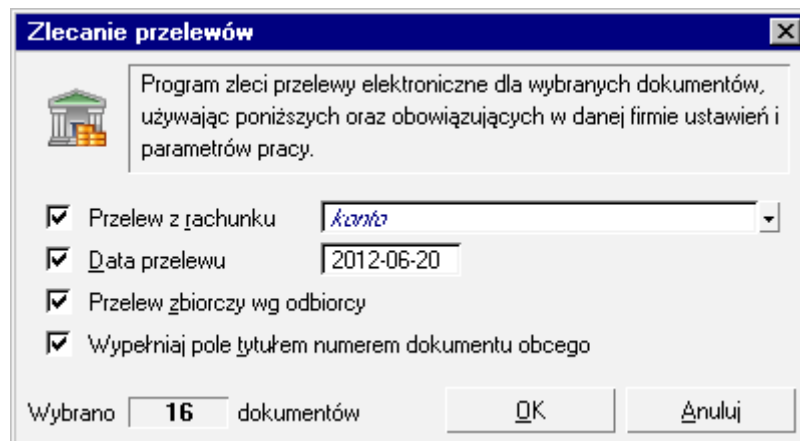 Zlecanie przelewów
Program zleci przelewy elektroniczne dla wybranych dokumentów,
używając poniższych oraz obowiązujących w danej firmie ustawień i
parametrów pracy.
Przelew z rachunku konto
Data przelewu 2012-06-20
Przelew zbiorczy wg odbiorcy
Wypełniaj pole tytułem numerem dokumentu obcego
Wybrano 16 dokumentów OK Anuluj